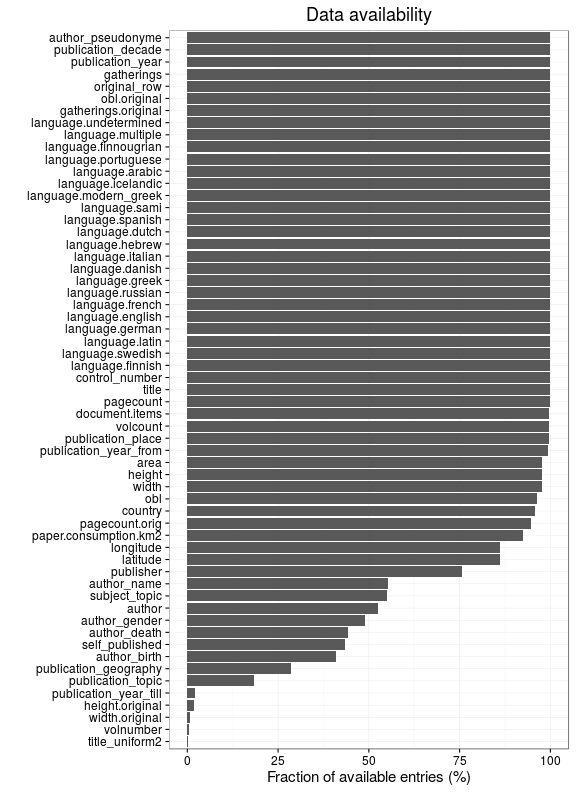 Data availability
author_pseudonyme
publication_decade
publication_year
gatherings
original_row
obl.original
gatherings.original
language.undetermined
language.multiple
language.finnougrian
language.portuguese
language.arabic
language.icelandic
language.modern_greek
language.sami
language.spanish
language.dutch
language.hebrew
language.italian
language.danish
language.greek
language.russian
language.french
language.english
language.german
language.latin
language.swedish
language.finnish
control_number
title
pagecount
document.items
volcount
publication_place
publication_year_from
area
height
width
obl
country
pagecount.orig
paper.consumption.km2
longitude
latitude
publisher
author_name
subject_topic
author
author_gender
author_death
self_published
author_birth
publication_geography
publication_topic
publication_year_till
height.original
width.original
volnumber
title_uniform2
0 25 50 75 100
Fraction of available entries (%)